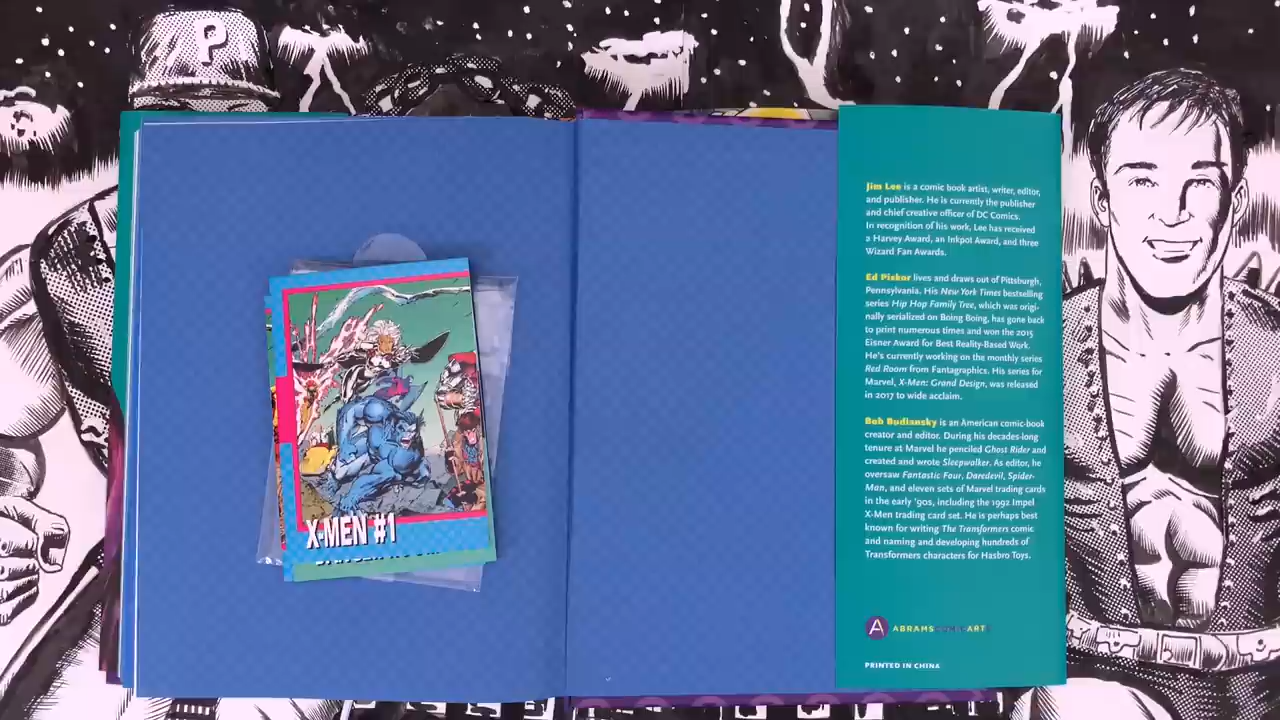 P
X-MEN #1
Jim Lee is a comic book artist, writer, editor,
and publisher. He is currently the publisher
and chief creative officer of DC Comics.
In recognition of his work, Lee has received
a Harvey Award, an Inkpot Award, and three
Wizard Fan Awards.
Ed Piskor lives and draws out of Pittsburgh,
Pennsylvania. His New York Times bestselling
series Hip Hop Family Tree, which was origi-
nally serialized on Boing Boing, has gone back
to print numerous times and won the 2015
Eisner Award for Best Reality-Based Work.
He's currently working on the monthly series
Red Room from Fantagraphics. His series for
Marvel, X-Men: Grand Design, was released
in 2017 to wide acclaim.
Bob Budiansky is an American comic-book
creator and editor. During his decades-long
tenure at Marvel he penciled Ghost Rider and
created and wrote Sleepwalker. As editor, he
oversaw Fantastic Four, Daredevil, Spider-
Man, and eleven sets of Marvel trading cards
in the early '90s, including the 1992 Impel
X-Men trading card set. He is perhaps best
known for writing The Transformers comic
and naming and developing hundreds of
Transformers characters for Hasbro Toys.
A ABRAMS ARTS
PRINTED IN CHINA